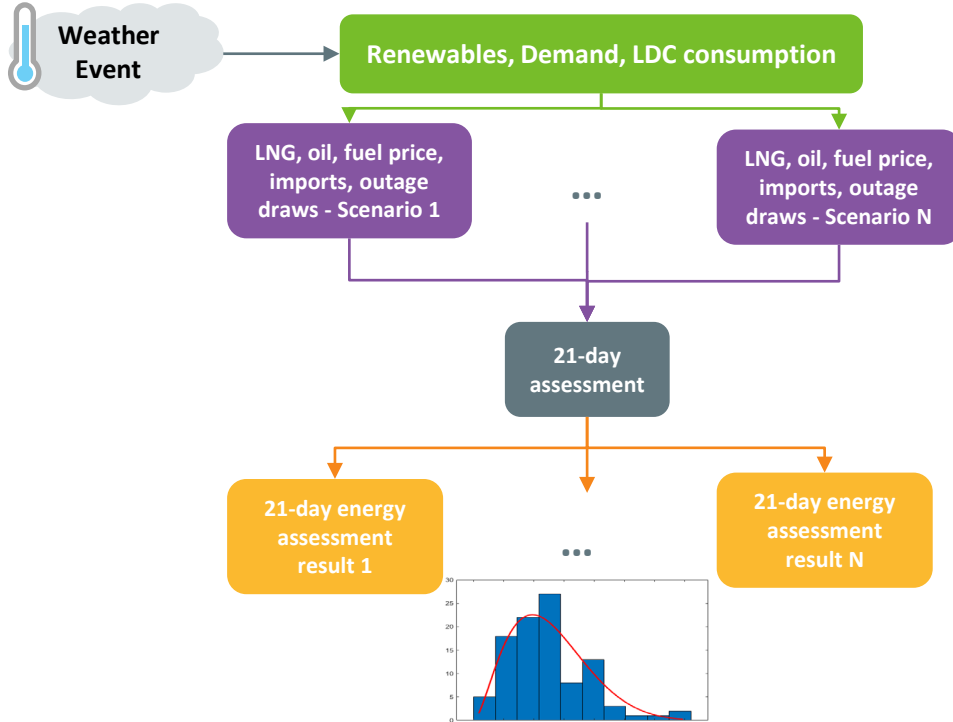 Weather
Event
Renewables, Demand, LDC consumption
LNG, oil, fuel price,
imports, outage
draws - Scenario 1
...
LNG, oil, fuel price,
imports, outage
draws - Scenario N
21-day
assessment
21-day energy
assessment
result 1
...
21-day energy
assessment
result N
30
25
20
15
10
5
0